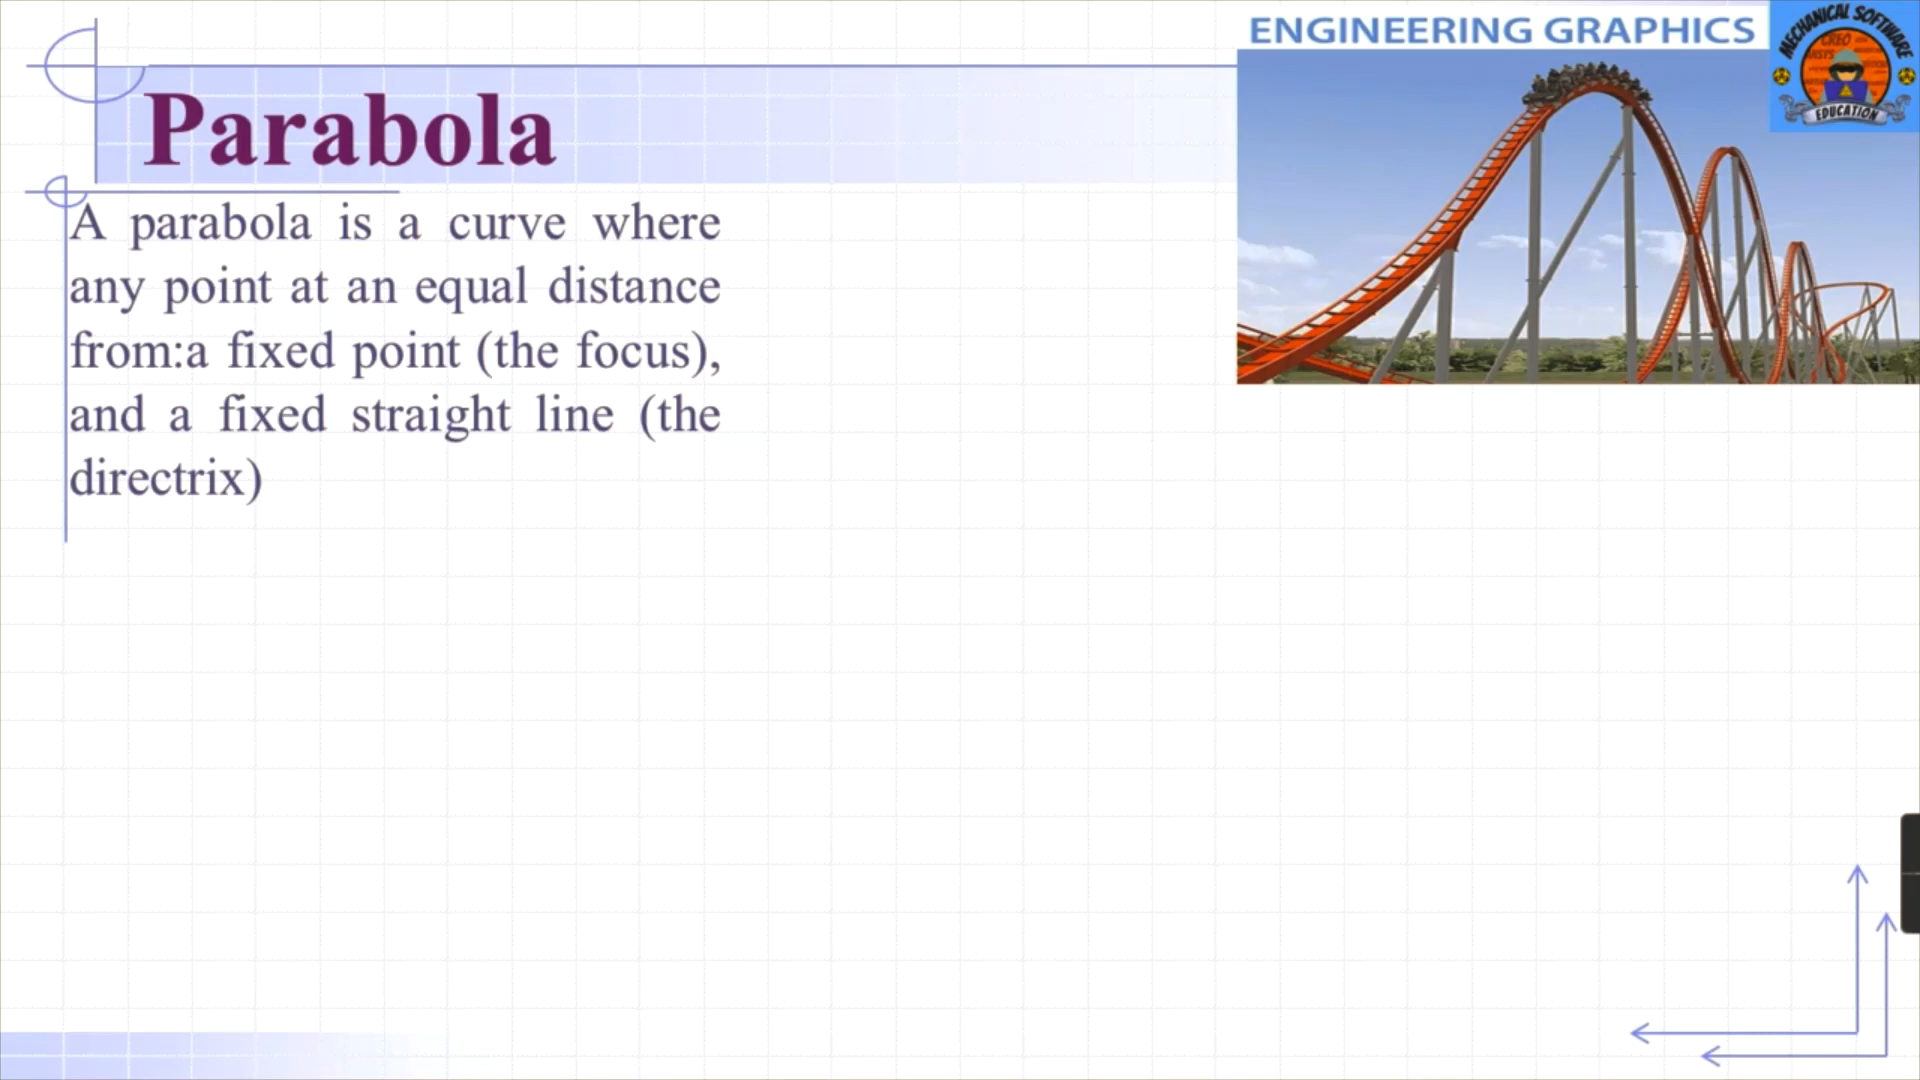 ENGINEERING GRAPHICS
MECHANICAL SOFTWARE
CREO
EDUCATION
Parabola
A parabola is a curve where
any point at an equal distance
from:a fixed point (the focus),
and a fixed straight line (the
directrix)